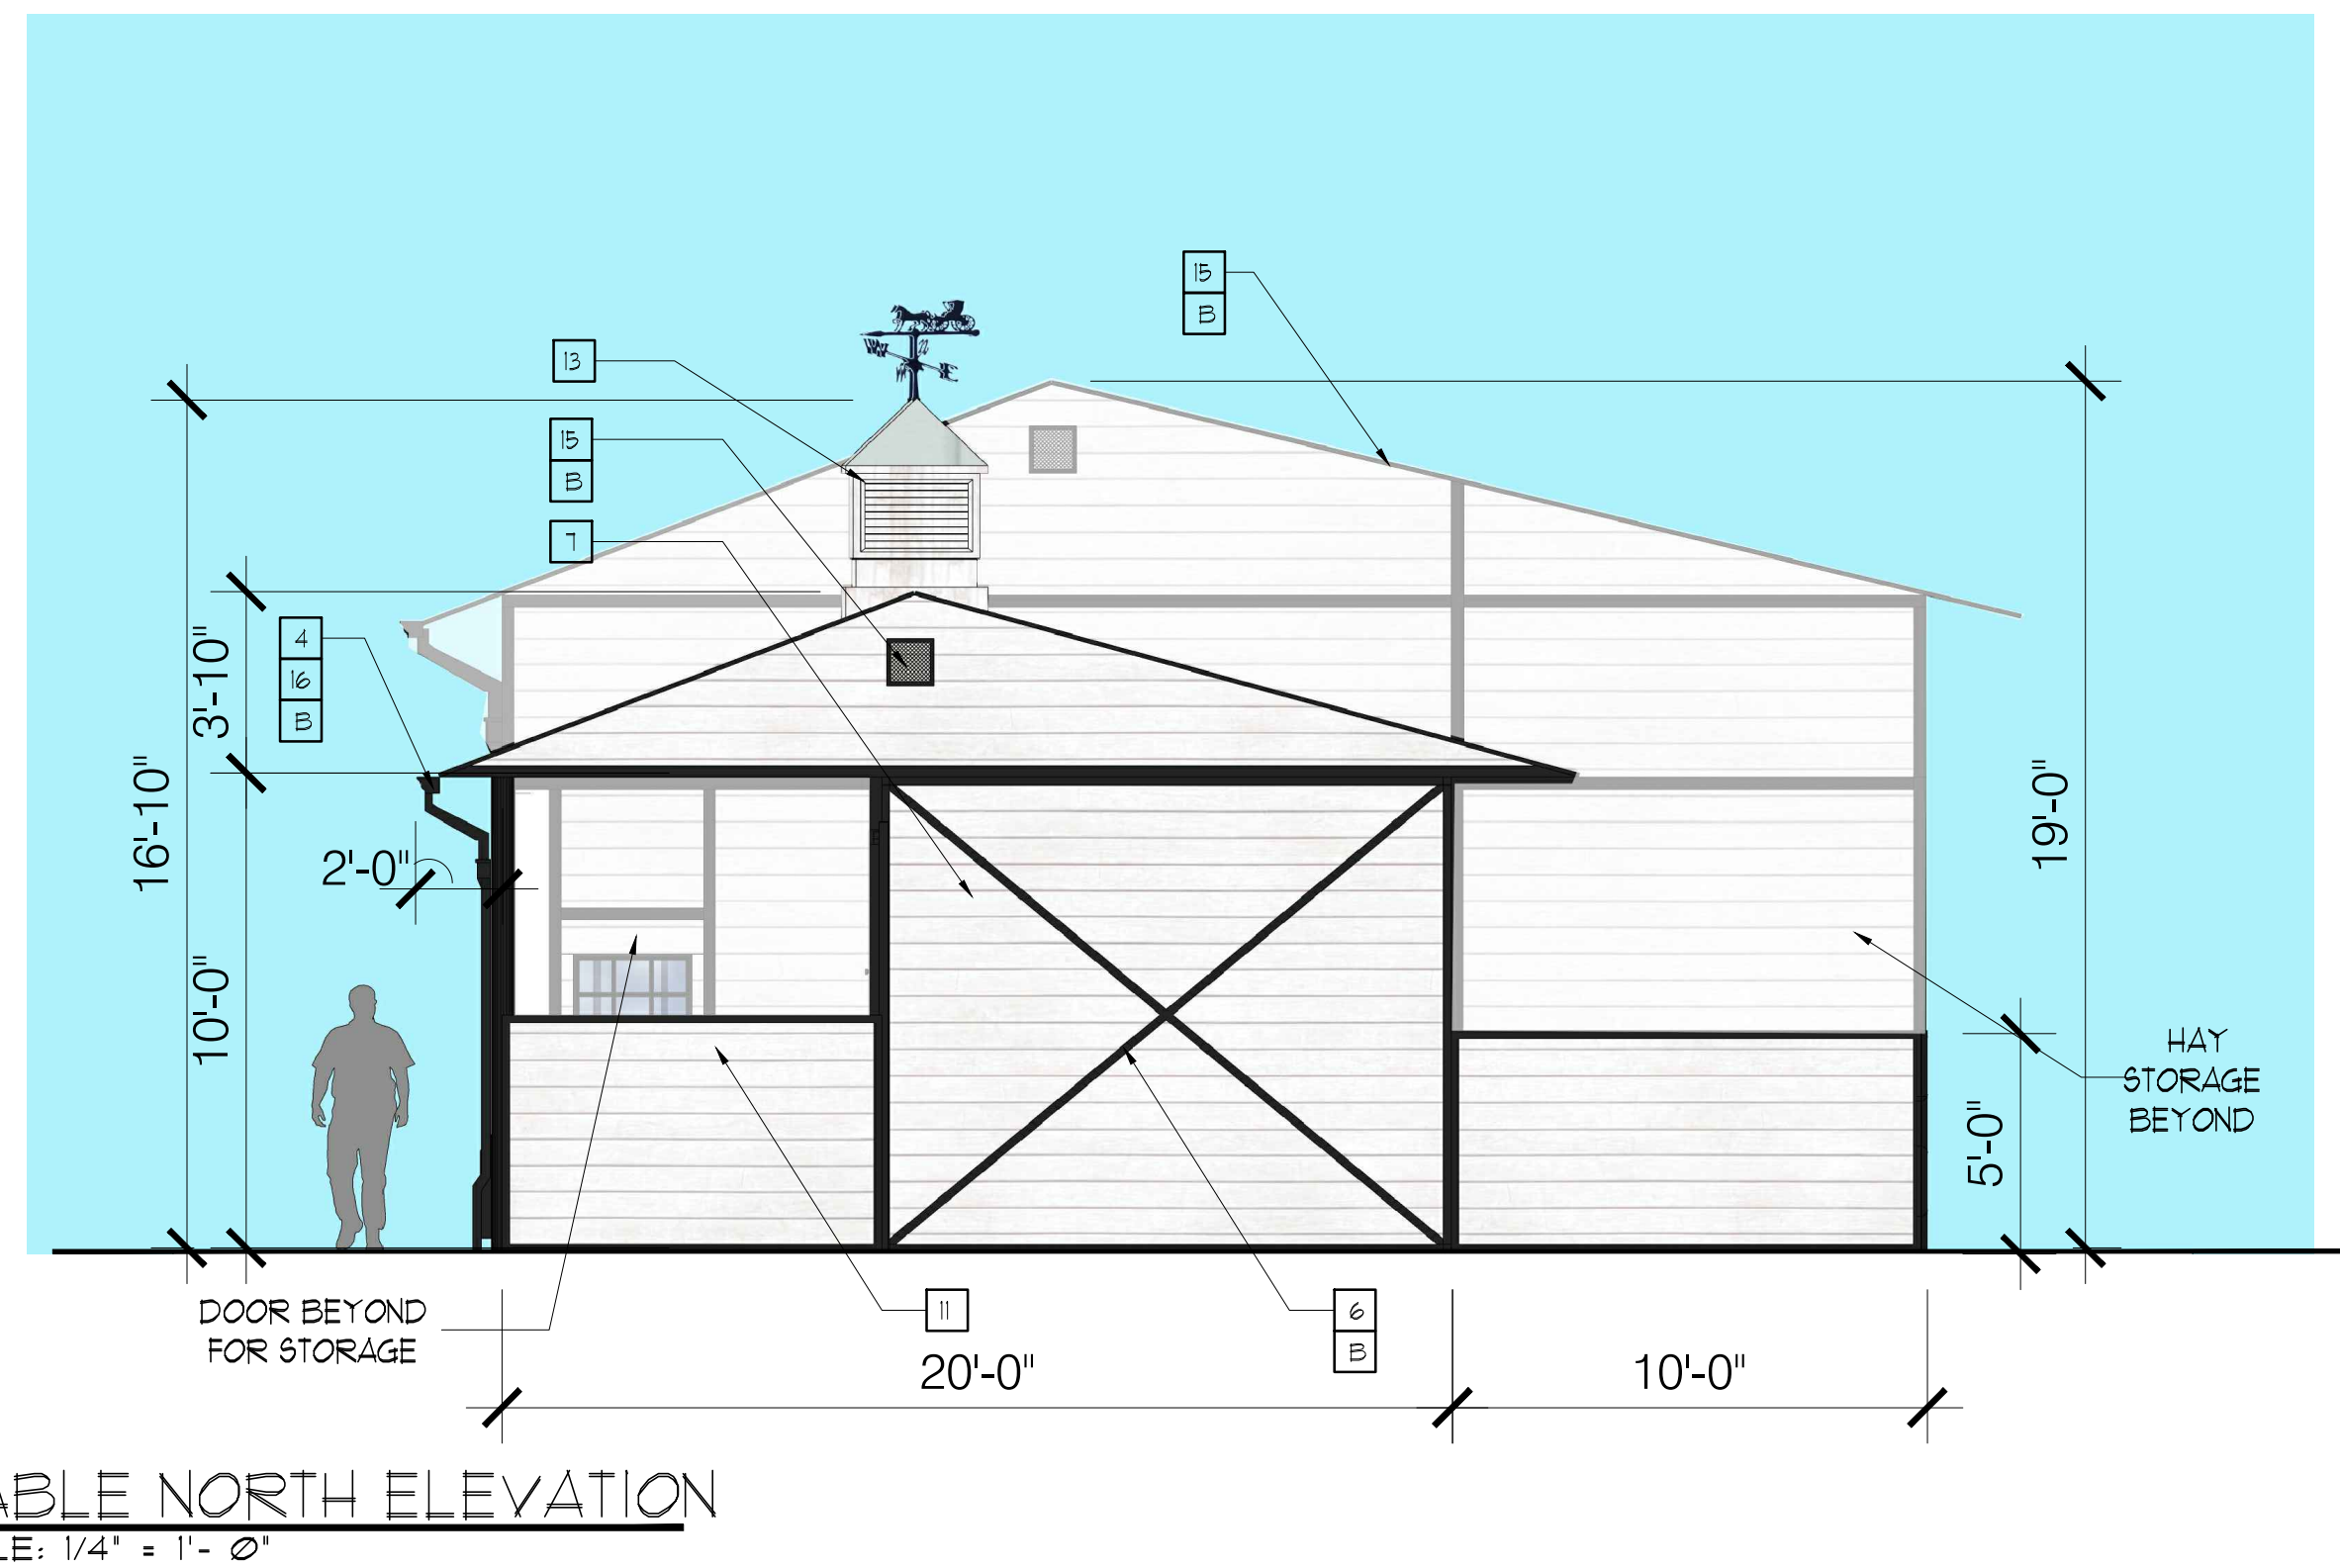 15
B
13
15
B
7
4
16
B
3'-10"
16'-10"
10'-0"
2'-0"
19'-0"
5'-0"
HAY
STORAGE
BEYOND
DOOR BEYOND
FOR STORAGE
11
6
B
20'-0"
10'-0"
ABLE NORTH ELEVATION
LE: 1/4" = 1'- Ø"